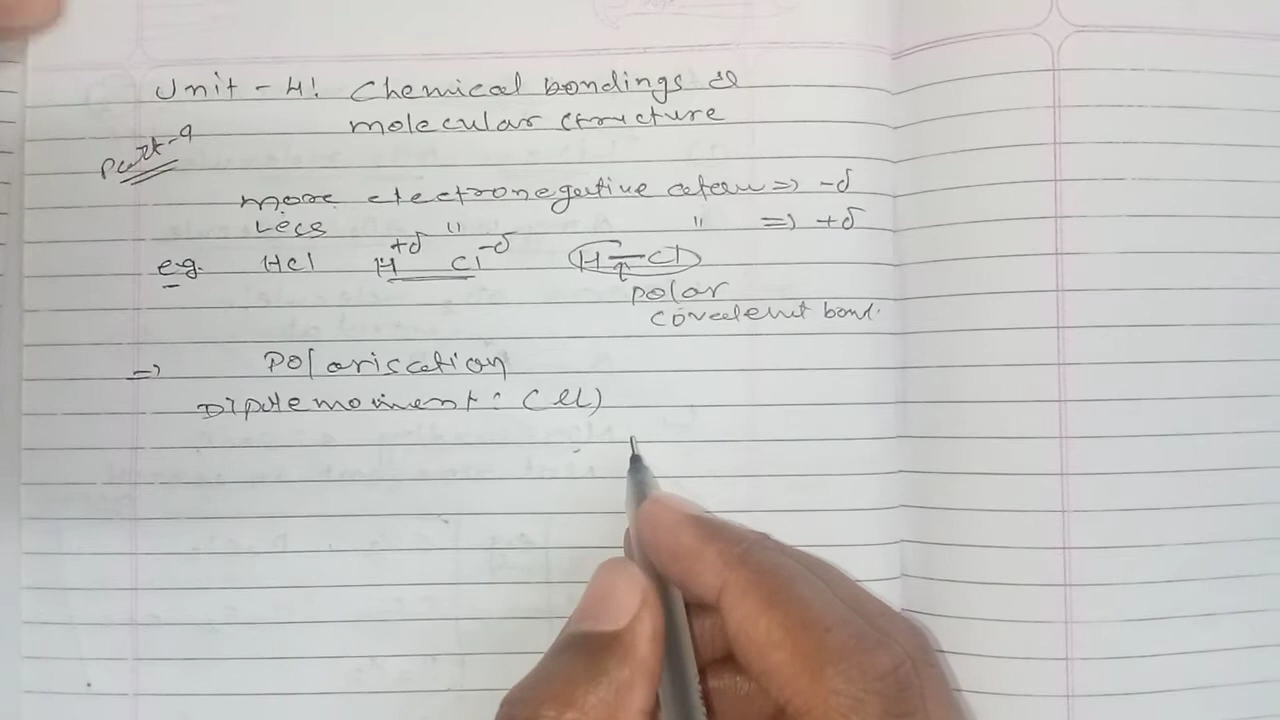 Unit - 4! Chemical bondings &
molecular structure
Part-9
more electronegative atom => -δ
Less " " => +δ
e.g. HCl H+δ Cl-δ H-Cl
polar
covalent bond.
=> Polarisation
Dipole moment : (μ)